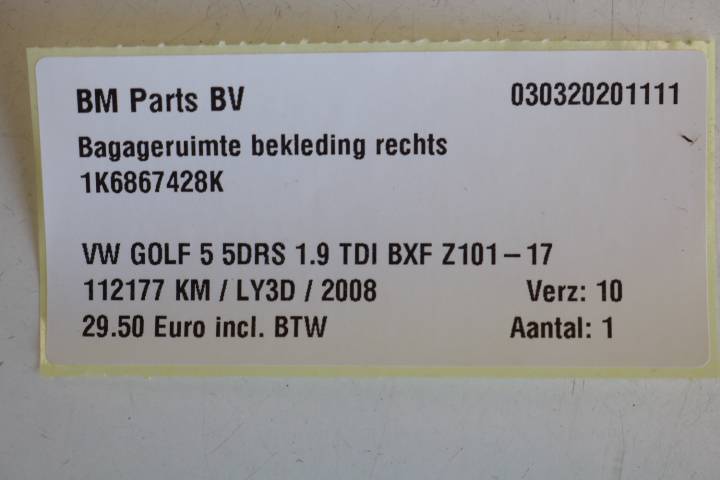 BM Parts BV 030320201111
Bagageruimte bekleding rechts
1K6867428K
VW GOLF 5 5DRS 1.9 TDI BXF Z101-17
112177 KM / LY3D / 2008 Verz: 10
29.50 Euro incl. BTW Aantal: 1